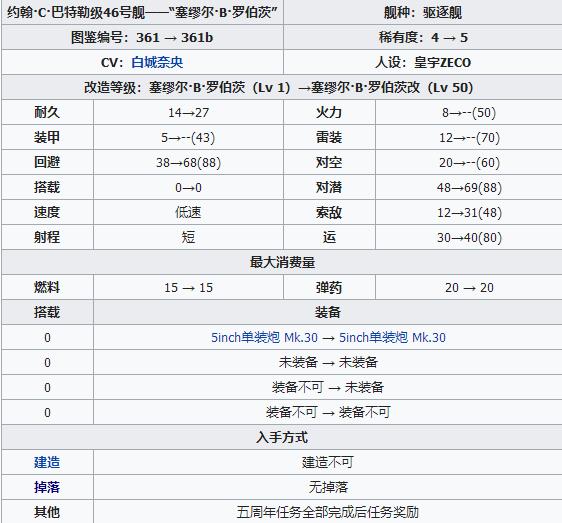 约翰·C·巴特勒级46号舰——“塞缪尔·B·罗伯茨” 舰种：驱逐舰
图鉴编号：361 → 361b 稀有度：4 → 5
CV：白城奈央 人设：皇宇ZECO
改造等级：塞缪尔·B·罗伯茨（Lv 1）→塞缪尔·B·罗伯茨改（Lv 50）
耐久 14→27 火力 8→--(50)
装甲 5→--(43) 雷装 12→--(70)
回避 38→68(88) 对空 20→--(60)
搭载 0→0 对潜 48→69(88)
速度 低速 索敌 12→31(48)
射程 短 运 30→40(80)
最大消费量
燃料 15 → 15 弹药 20 → 20
搭载 装备
0 5inch单装炮 Mk.30 → 5inch单装炮 Mk.30
0 未装备 → 未装备
0 装备不可 → 未装备
0 装备不可 → 装备不可
入手方式
建造 建造不可
掉落 无掉落
其他 五周年任务全部完成后任务奖励